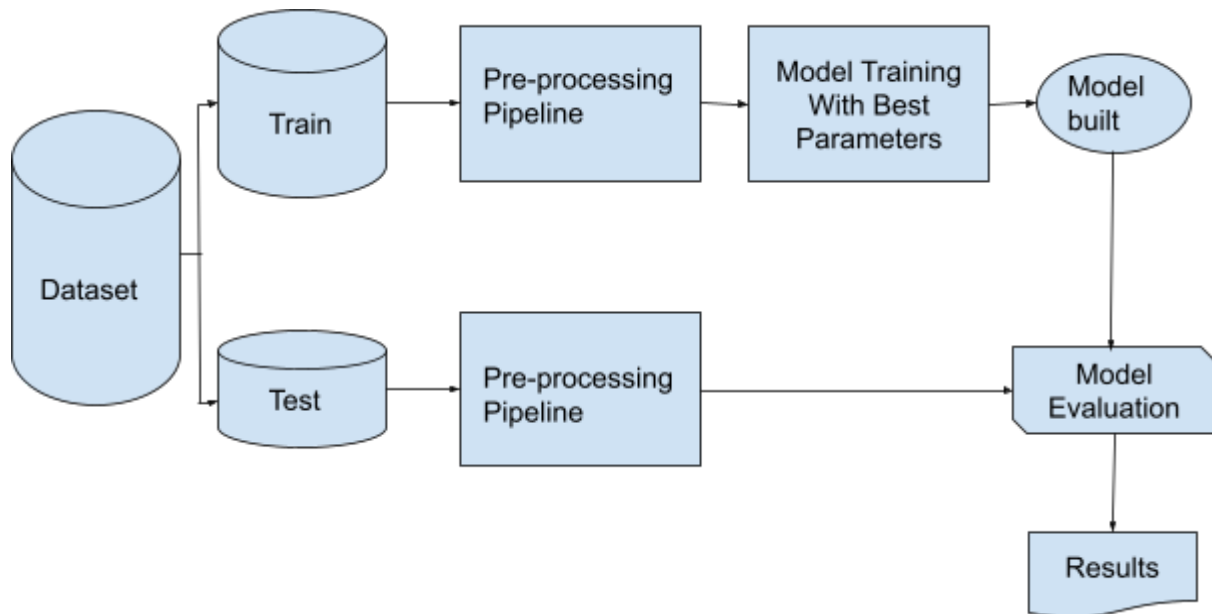 Dataset
Train
Pre-processing
Pipeline
Model Training
With Best
Parameters
Model
built
Test
Pre-processing
Pipeline
Model
Evaluation
Results